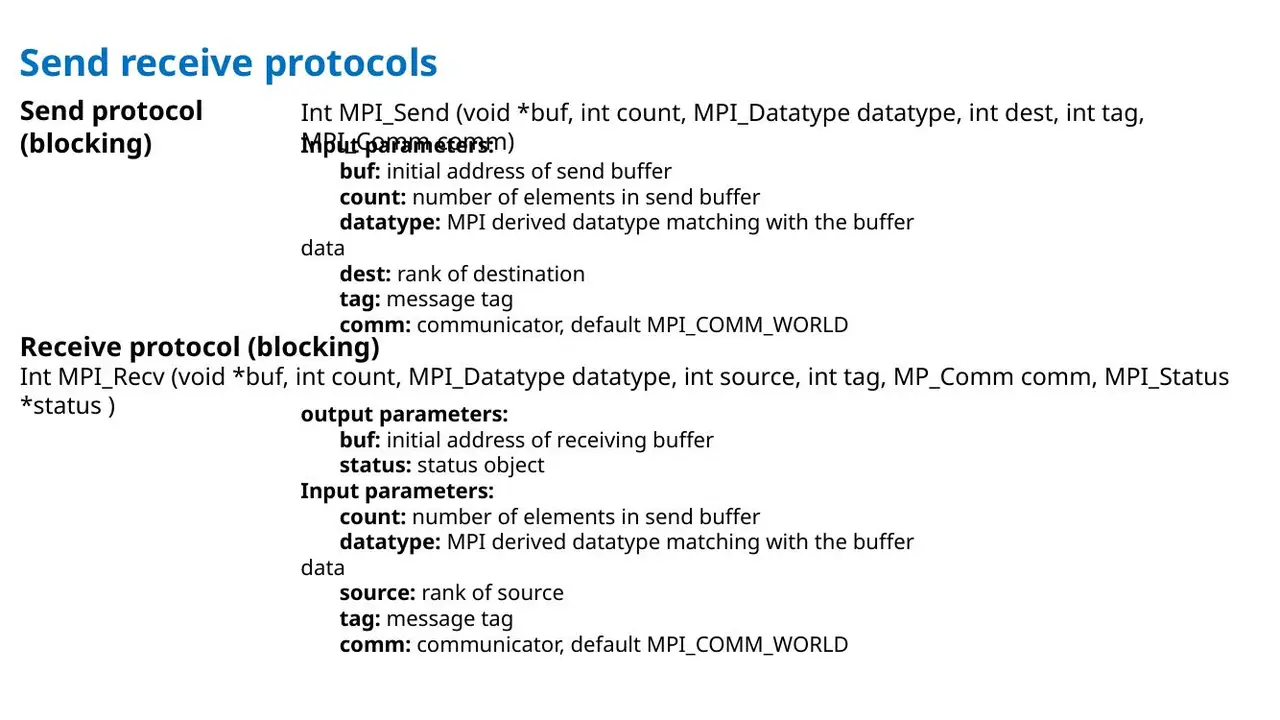 Send receive protocols
Send protocol
(blocking)
Int MPI_Send (void *buf, int count, MPI_Datatype datatype, int dest, int tag,
MPI_Comm comm)
Input parameters:
buf: initial address of send buffer
count: number of elements in send buffer
datatype: MPI derived datatype matching with the buffer
data
dest: rank of destination
tag: message tag
comm: communicator, default MPI_COMM_WORLD
Receive protocol (blocking)
Int MPI_Recv (void *buf, int count, MPI_Datatype datatype, int source, int tag, MP_Comm comm, MPI_Status
*status )
output parameters:
buf: initial address of receiving buffer
status: status object
Input parameters:
count: number of elements in send buffer
datatype: MPI derived datatype matching with the buffer
data
source: rank of source
tag: message tag
comm: communicator, default MPI_COMM_WORLD